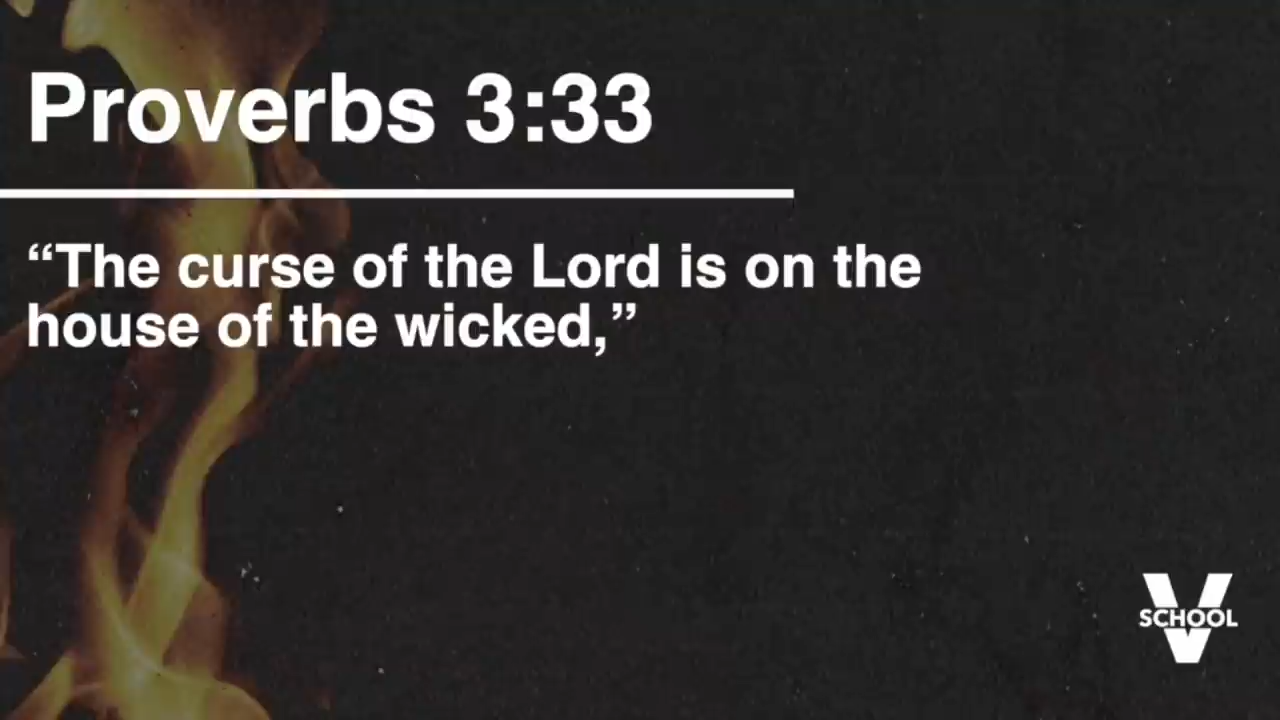 Proverbs 3:33
“The curse of the Lord is on the
house of the wicked,”
V
SCHOOL